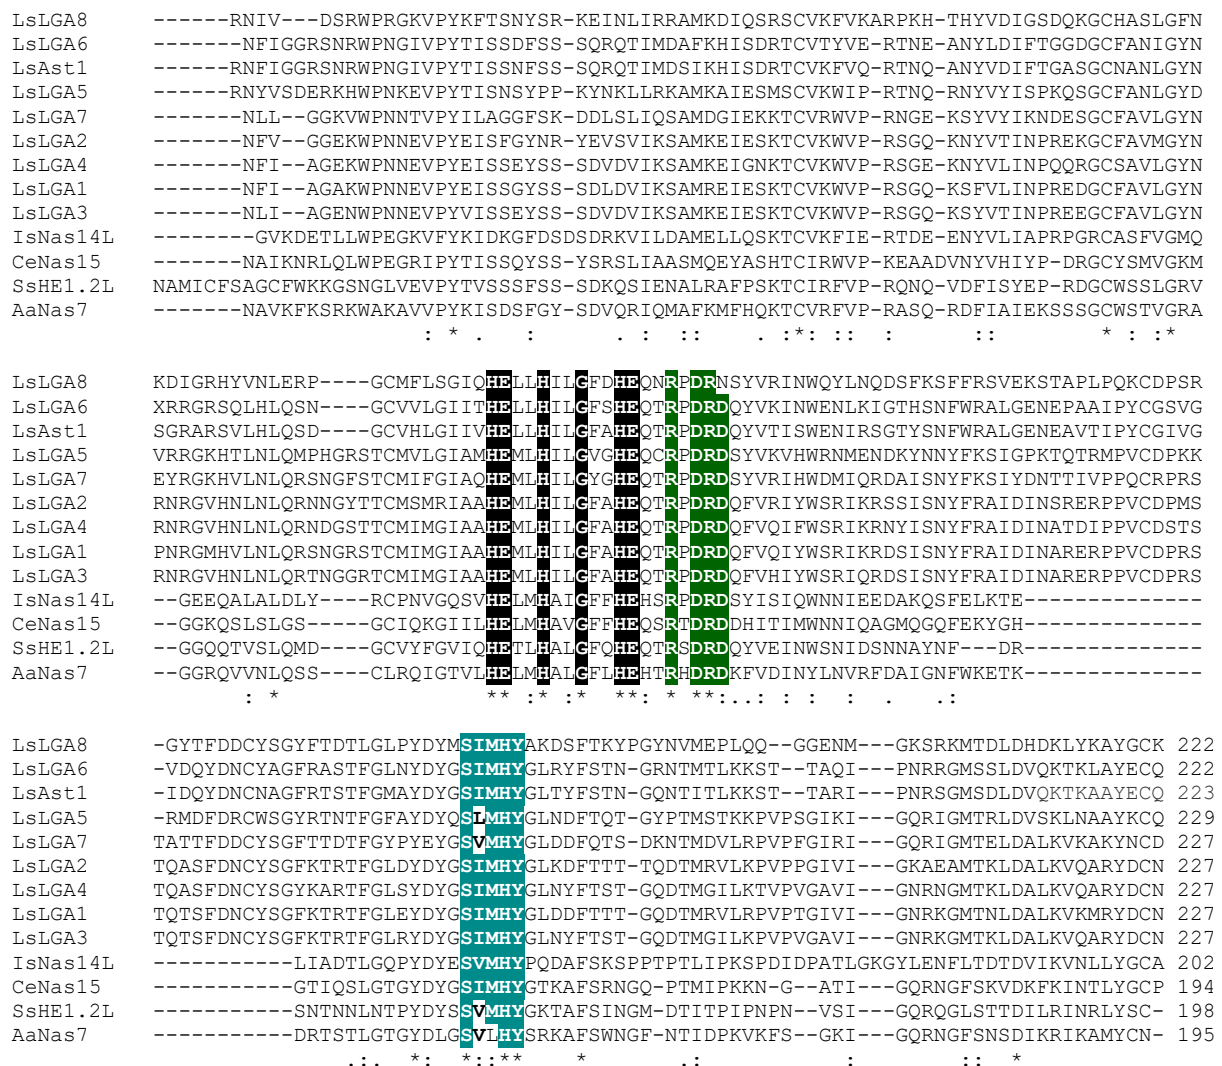 LsLGA8 -------RNIV---DSRWPRGKVPYKFTSNYSR-KEINLIRRAMKDIQSRSCVKFVKARPKH-THYVDIGSDQKGCHASLGFN
LsLGA6 -------NFIGGRSNRWPNGIVPYTISSDFSS-SQRQTIMDAFKHISDRTCVTYVE-RTNE-ANYLDIFTGGDGCFANIGYN
LsAst1 ------RNFIGGRSNRWPNGIVPYTISSNFSS-SQRQTIMDSIKHISDRTCVKFVQ-RTNQ-ANYVDIFTGASGCNANLGYN
LsLGA5 ------RNYVSDERKHWPNKEVPYTISNSYPP-KYNKLLRKAMKAIESMSCVKWIP-RTNQ-RNYVYISPKQSGCFANLGYD
LsLGA7 -------NLL--GGKVWPNNTVPYILAGGFSK-DDLSLIQSAMDGIEKKTCVRWVP-RNGE-KSYVYIKNDESGCFAVLGYN
LsLGA2 -------NFV--GGEKWPNNEVPYEISFGYNR-YEVSVIKSAMKEIESKTCVKWVP-RSGQ-KNYVTINPREKGCFAVMGYN
LsLGA4 -------NFI--AGEKWPNNEVPYEISSEYSS-SDVDVIKSAMKEIGNKTCVKWVP-RSGE-KNYVLINPQQRGCSAVLGYN
LsLGA1 -------NFI--AGAKWPNNEVPYEISSGYSS-SDLDVIKSAMREIESKTCVKWVP-RSGQ-KSFVLINPREDGCFAVLGYN
LsLGA3 -------NLI--AGENWPNNEVPYVISSEYSS-SDVDVIKSAMKEIESKTCVKWVP-RSGQ-KSYVTINPREEGCFAVLGYN
IsNas14L --------GVKDETLLWPEGKVFYKIDKGFDSDSDRKVILDAMELLQSKTCVKFIE-RTDE-ENYVLIAPRPGRCASFVGMQ
CeNas15 -------NAIKNRLQLWPEGRIPYTISSQYSS-YSRSLIAASMQEYASHTCIRWVP-KEAADVNYVHIYP-DRGCYSMVGKM
SsHE1.2L NAMICFSAGCFWKKGSNGLVEVPYTVSSSFSS-SDKQSIENALRAFPSKTCIRFVP-RQNQ-VDFISYEP-RDGCWSSLGRV
AaNas7 -------NAVKFKSRKWAKAVVPYKISDSFGY-SDVQRIQMAFKMFHQKTCVRFVP-RASQ-RDFIAIEKSSSGCWSTVGRA
: * . : . : :: . :*: :: : :: * : :*
LsLGA8 KDIGRHYVNLERP----GCMFLSGIQHELLHILGFDHEQNRPDRNSYVRINWQYLNQDSFKSFFRSVEKSTAPLPQKCDPSR
LsLGA6 XRRGRSQLHLQSN----GCVVLGIITHELLHILGFSHEQTRPDRDQYVKINWENLKIGTHSNFWRALGENEPAAIPYCGSVG
LsAst1 SGRARSVLHLQSD----GCVHLGIIVHELLHILGFAHEQTRPDRDQYVTISWENIRSGTYSNFWRALGENEAVTIPYCGIVG
LsLGA5 VRRGKHTLNLQMPHGRSTCMVLGIAMHEMLHILGVGHEQCRPDRDSYVKVHWRNMENDKYNNYFKSIGPKTQTRMPVCDPKK
LsLGA7 EYRGKHVLNLQRSNGFSTCMIFGIAQHEMLHILGYGHEQTRPDRDSYVRIHWDMIQRDAISNYFKSIYDNTTIVPPQCRPRS
LsLGA2 RNRGVHNLNLQRNNGYTTCMSMRIAAHEMLHILGFAHEQTRPDRDQFVRIYWSRIKRSSISNYFRAIDINSRERPPVCDPMS
LsLGA4 RNRGVHNLNLQRNDGSTTCMIMGIAAHEMLHILGFAHEQTRPDRDQFVQIFWSRIKRNYISNYFRAIDINATDIPPVCDSTS
LsLGA1 PNRGMHVLNLQRSNGRSTCMIMGIAAHEMLHILGFAHEQTRPDRDQFVQIYWSRIKRDSISNYFRAIDINARERPPVCDPRS
LsLGA3 RNRGVHNLNLQRTNGGRTCMIMGIAAHEMLHILGFAHEQTRPDRDQFVHIYWSRIQRDSISNYFRAIDINARERPPVCDPRS
IsNas14L --GEEQALALDLY----RCPNVGQSVHELMHAIGFFHEHSRPDRDSYISIQWNNIEEDAKQSFELKTE--------------
CeNas15 --GGKQSLSLGS-----GCIQKGIILHELMHAVGFFHEQSRTDRDDHITIMWNNIQAGMQGQFEKYGH--------------
SsHE1.2L --GGQQTVSLQMD----GCVYFGVIQHETLHALGFQHEQTRSDRDQYVEINWSNIDSNNAYNF---DR--------------
AaNas7 --GGRQVVNLQSS----CLRQIGTVLHELMHALGFLHEHTRHDRDKFVDINYLNVRFDAIGNFWKETK--------------
: * ** :* :* ** * **:..: : : . .:
LsLGA8 -GYTFDDCYSGYFTDTLGLPYDYMSIMHYAKDSFTKYPGYNVMEPLQQ--GGENM---GKSRKMTDLDHDKLYKAYGCK 222
LsLGA6 -VDQYDNCYAGFRASTFGLNYDYGSIMHYGLRYFSTN-GRNTMTLKKST--TAQI---PNRRGMSSLDVQKTKLAYECQ 222
LsAst1 -IDQYDNCNAGFRTSTFGMAYDYGSIMHYGLTYFSTN-GQNTITLKKST--TARI---PNRSGMSDLDVQKTKAAYECQ 223
LsLGA5 -RMDFDRCWSGYRTNTFGFAYDYQSLMHYGLNDFTQT-GYPTMSTKKPVPSGIKI---GQRIGMTRLDVSKLNAAYKCQ 229
LsLGA7 TATTFDDCYSGFTTDTFGYPYEYGSVMHYGLDDFQTS-DKNTMDVLRPVPFGIRI---GQRIGMTELDALKVKAKYNCD 227
LsLGA2 TQASFDNCYSGFKTRTFGLDYDYGSIMHYGLKDFTTT-TQDTMRVLKPVPPGIVI---GKAEAMTKLDALKVQARYDCN 227
LsLGA4 TQASFDNCYSGYKARTFGLSYDYGSIMHYGLNYFTST-GQDTMGILKTVPVGAVI---GNRNGMTKLDALKVQARYDCN 227
LsLGA1 TQTSFDNCYSGFKTRTFGLEYDYGSIMHYGLDDFTTT-GQDTMRVLRPVPTGIVI---GNRKGMTNLDALKVKMRYDCN 227
LsLGA3 TQTSFDNCYSGFKTRTFGLRYDYGSIMHYGLNYFTST-GQDTMGILKPVPVGAVI---GNRKGMTKLDALKVQARYDCN 227
IsNas14L -----------LIADTLGQPYDYESVMHYPQDAFSKSPPTPTLIPKSPDIDPATLGKGYLENFLTDTDVIKVNLLYGCA 202
CeNas15 -----------GTIQSLGTGYDYGSIMHYGTKAFSRNGQ-PTMIPKKN-G--ATI---GQRNGFSKVDKFKINTLYGCP 194
SsHE1.2L -----------SNTNNLNTPYDYSSVMHYGKTAFSINGM-DTITPIPNPN--VSI---GQRQGLSTTDILRINRLYSC- 198
AaNas7 -----------DRTSTLGTGYDLGSVLHYSRKAFSWNGF-NTIDPKVKFS--GKI---GQRNGFSNSDIKRIKAMYCN- 195
.:. *: *::** * .: : :: *